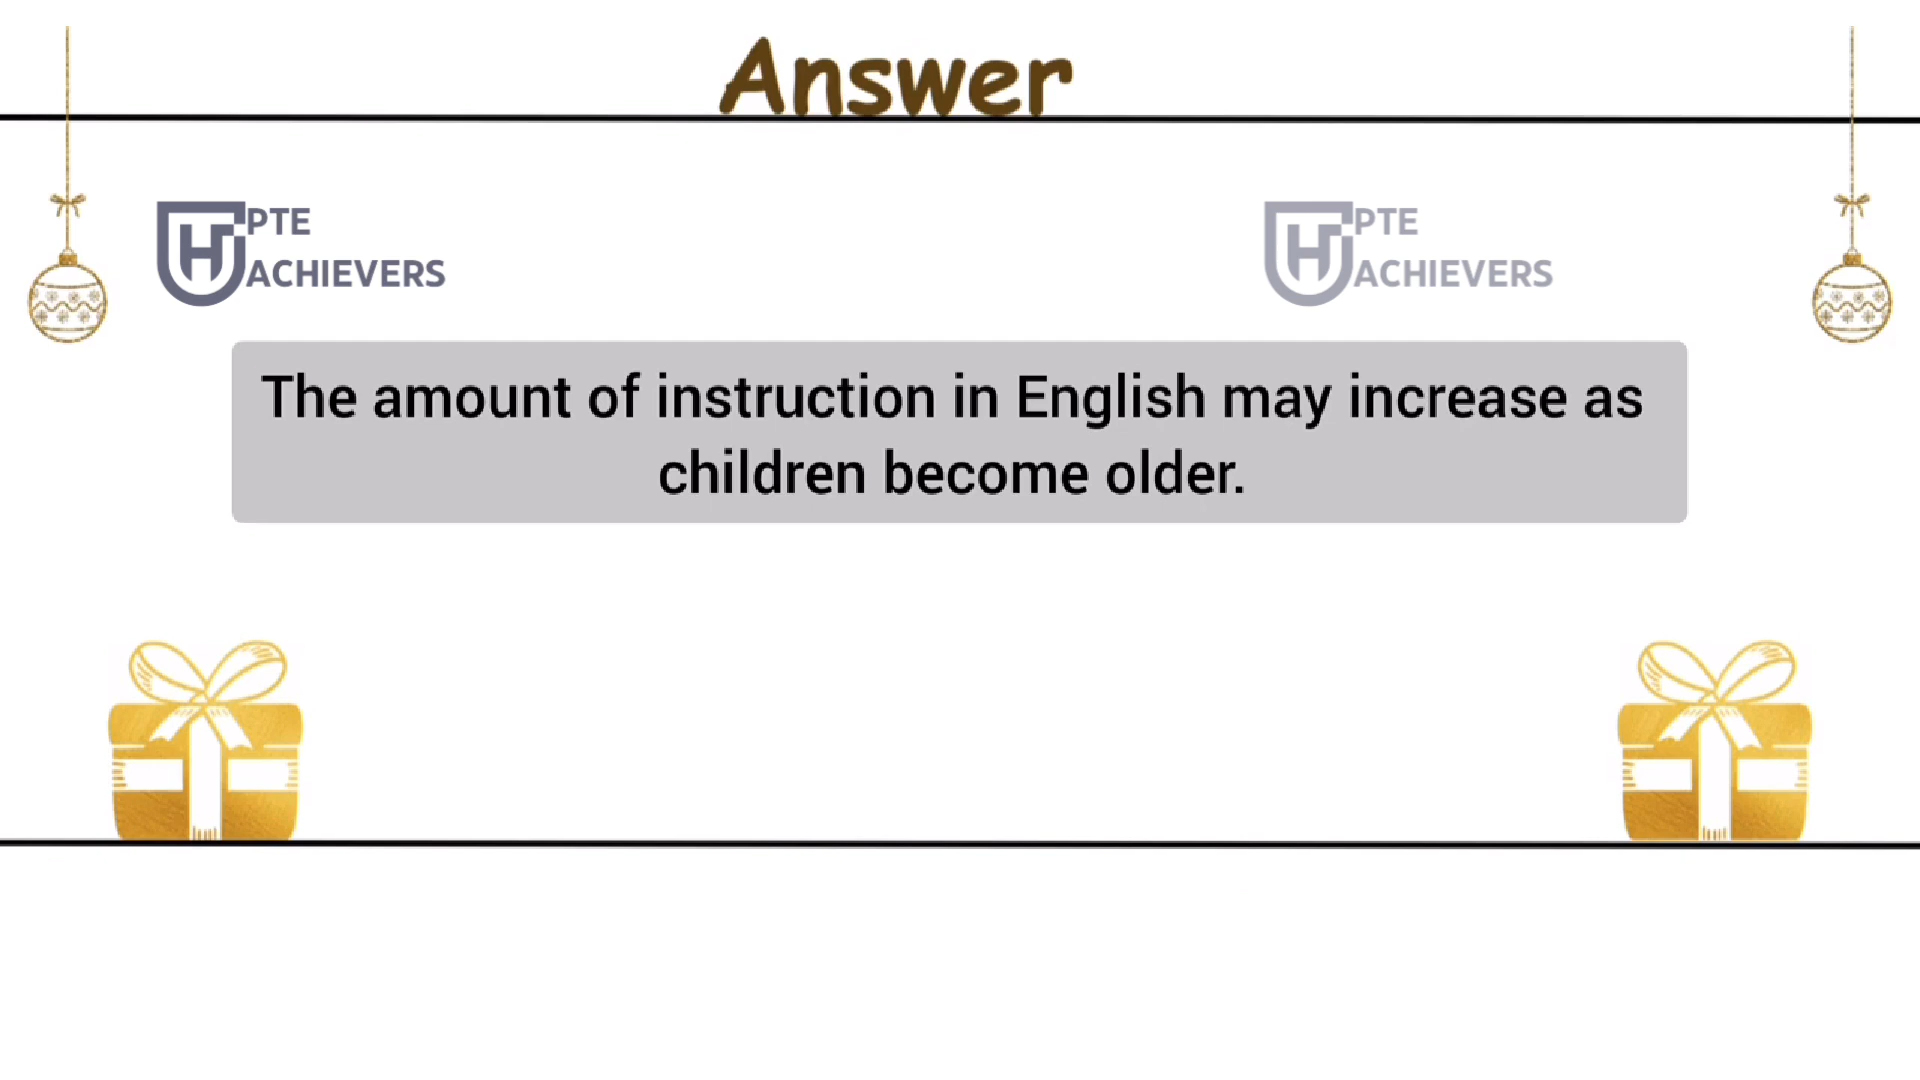 Answer
PTE
ACHIEVERS
PTE
ACHIEVERS
The amount of instruction in English may increase as
children become older.